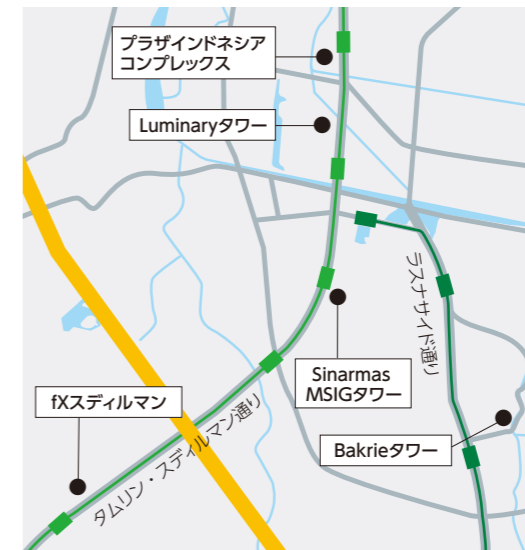 プラザインドネシア
コンプレックス
Luminaryタワー
ラスナサイド通り
Sinarmas
MSIGタワー
fXスディルマン
タムリン・スディルマン通り
Bakrieタワー